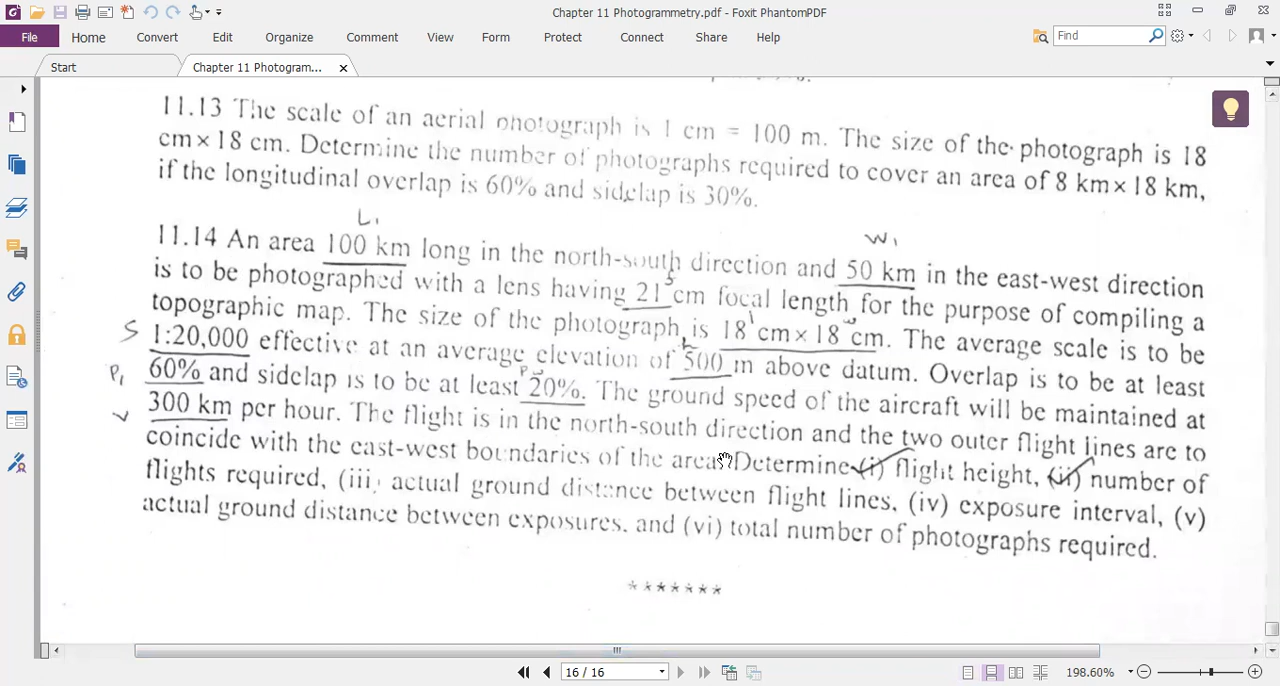 Chapter 11 Photogrammetry.pdf - Foxit PhantomPDF
File Home Convert Edit Organize Comment View Form Protect Connect Share Help Find
Start Chapter 11 Photogram...
11.13 The scale of an aerial photograph is 1 cm = 100 m. The size of the photograph is 18
cm × 18 cm. Determine the number of photographs required to cover an area of 8 km × 18 km,
if the longitudinal overlap is 60% and sidelap is 30%.
L1
W1
11.14 An area 100 km long in the north-south direction and 50 km in the east-west direction
is to be photographed with a lens having 21 cm focal length for the purpose of compiling a
topographic map. The size of the photograph is 18 cm × 18 cm. The average scale is to be
S
1:20,000 effective at an average elevation of 500 m above datum. Overlap is to be at least
P1
60% and sidelap is to be at least 20%. The ground speed of the aircraft will be maintained at
v
300 km per hour. The flight is in the north-south direction and the two outer flight lines are to
coincide with the east-west boundaries of the area. Determine (i) flight height, (ii) number of
flights required, (iii) actual ground distance between flight lines, (iv) exposure interval, (v)
actual ground distance between exposures, and (vi) total number of photographs required.
*******
16 / 16
198.60%